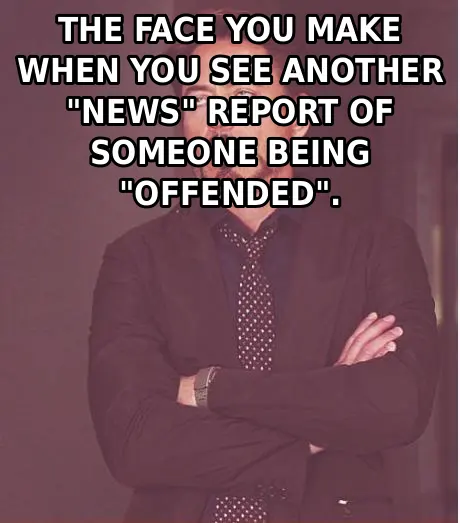 THE FACE YOU MAKE
WHEN YOU SEE ANOTHER
"NEWS" REPORT OF
SOMEONE BEING
"OFFENDED".